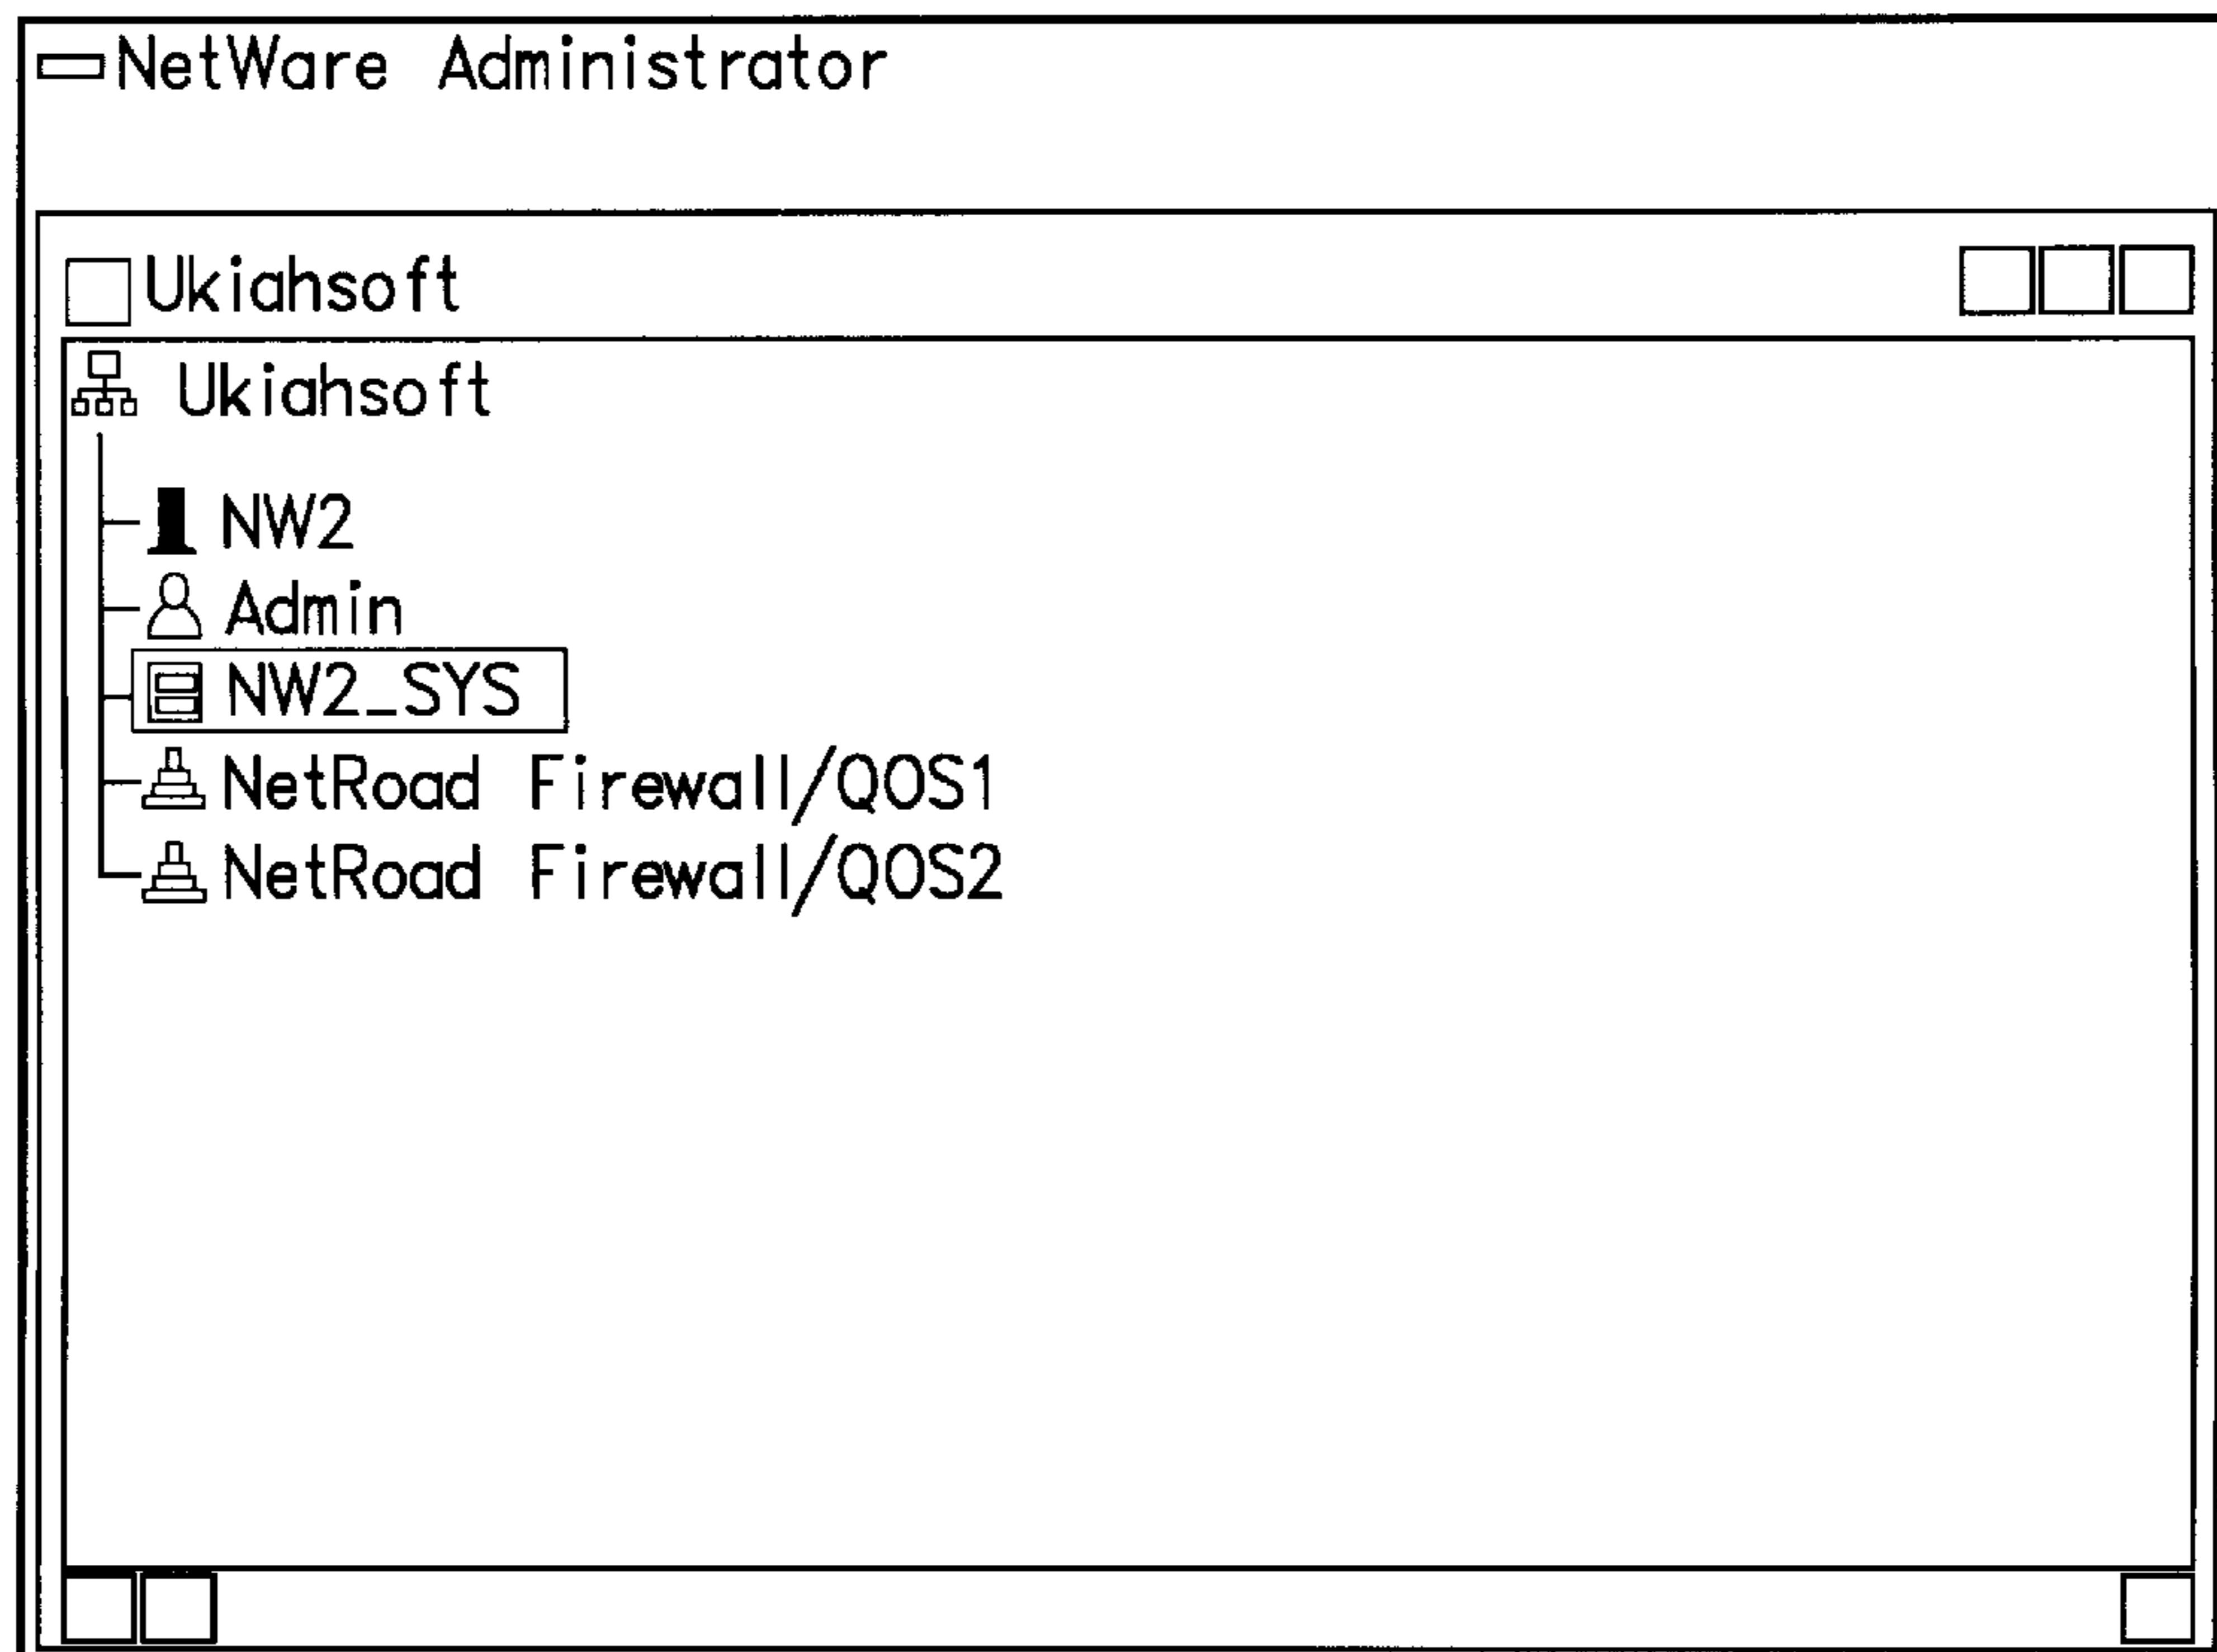 NetWare Administrator
Ukiahsoft
Ukiahsoft
NW2
Admin
NW2_SYS
NetRoad Firewall/QOS1
NetRoad Firewall/QOS2